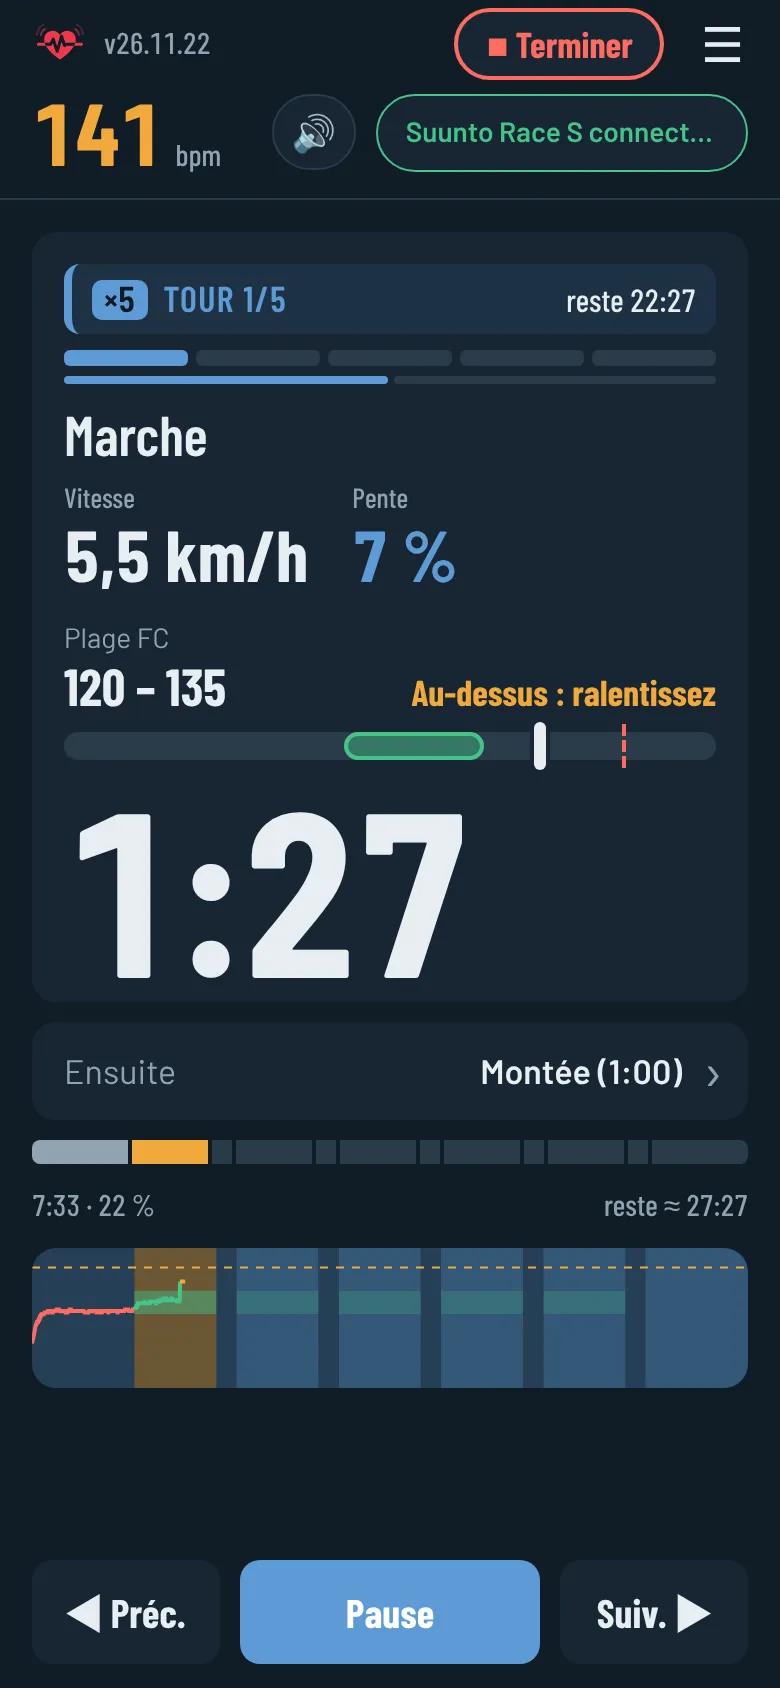 v26.11.22
■ Terminer
141 bpm
Suunto Race S connect...
×5 TOUR 1/5
reste 22:27
Marche
Vitesse
Pente
5,5 km/h
7 %
Plage FC
120 – 135
Au-dessus : ralentissez
1:27
Ensuite
Montée (1:00) ›
7:33 · 22 %
reste ≈ 27:27
◀ Préc.
Pause
Suiv. ▶